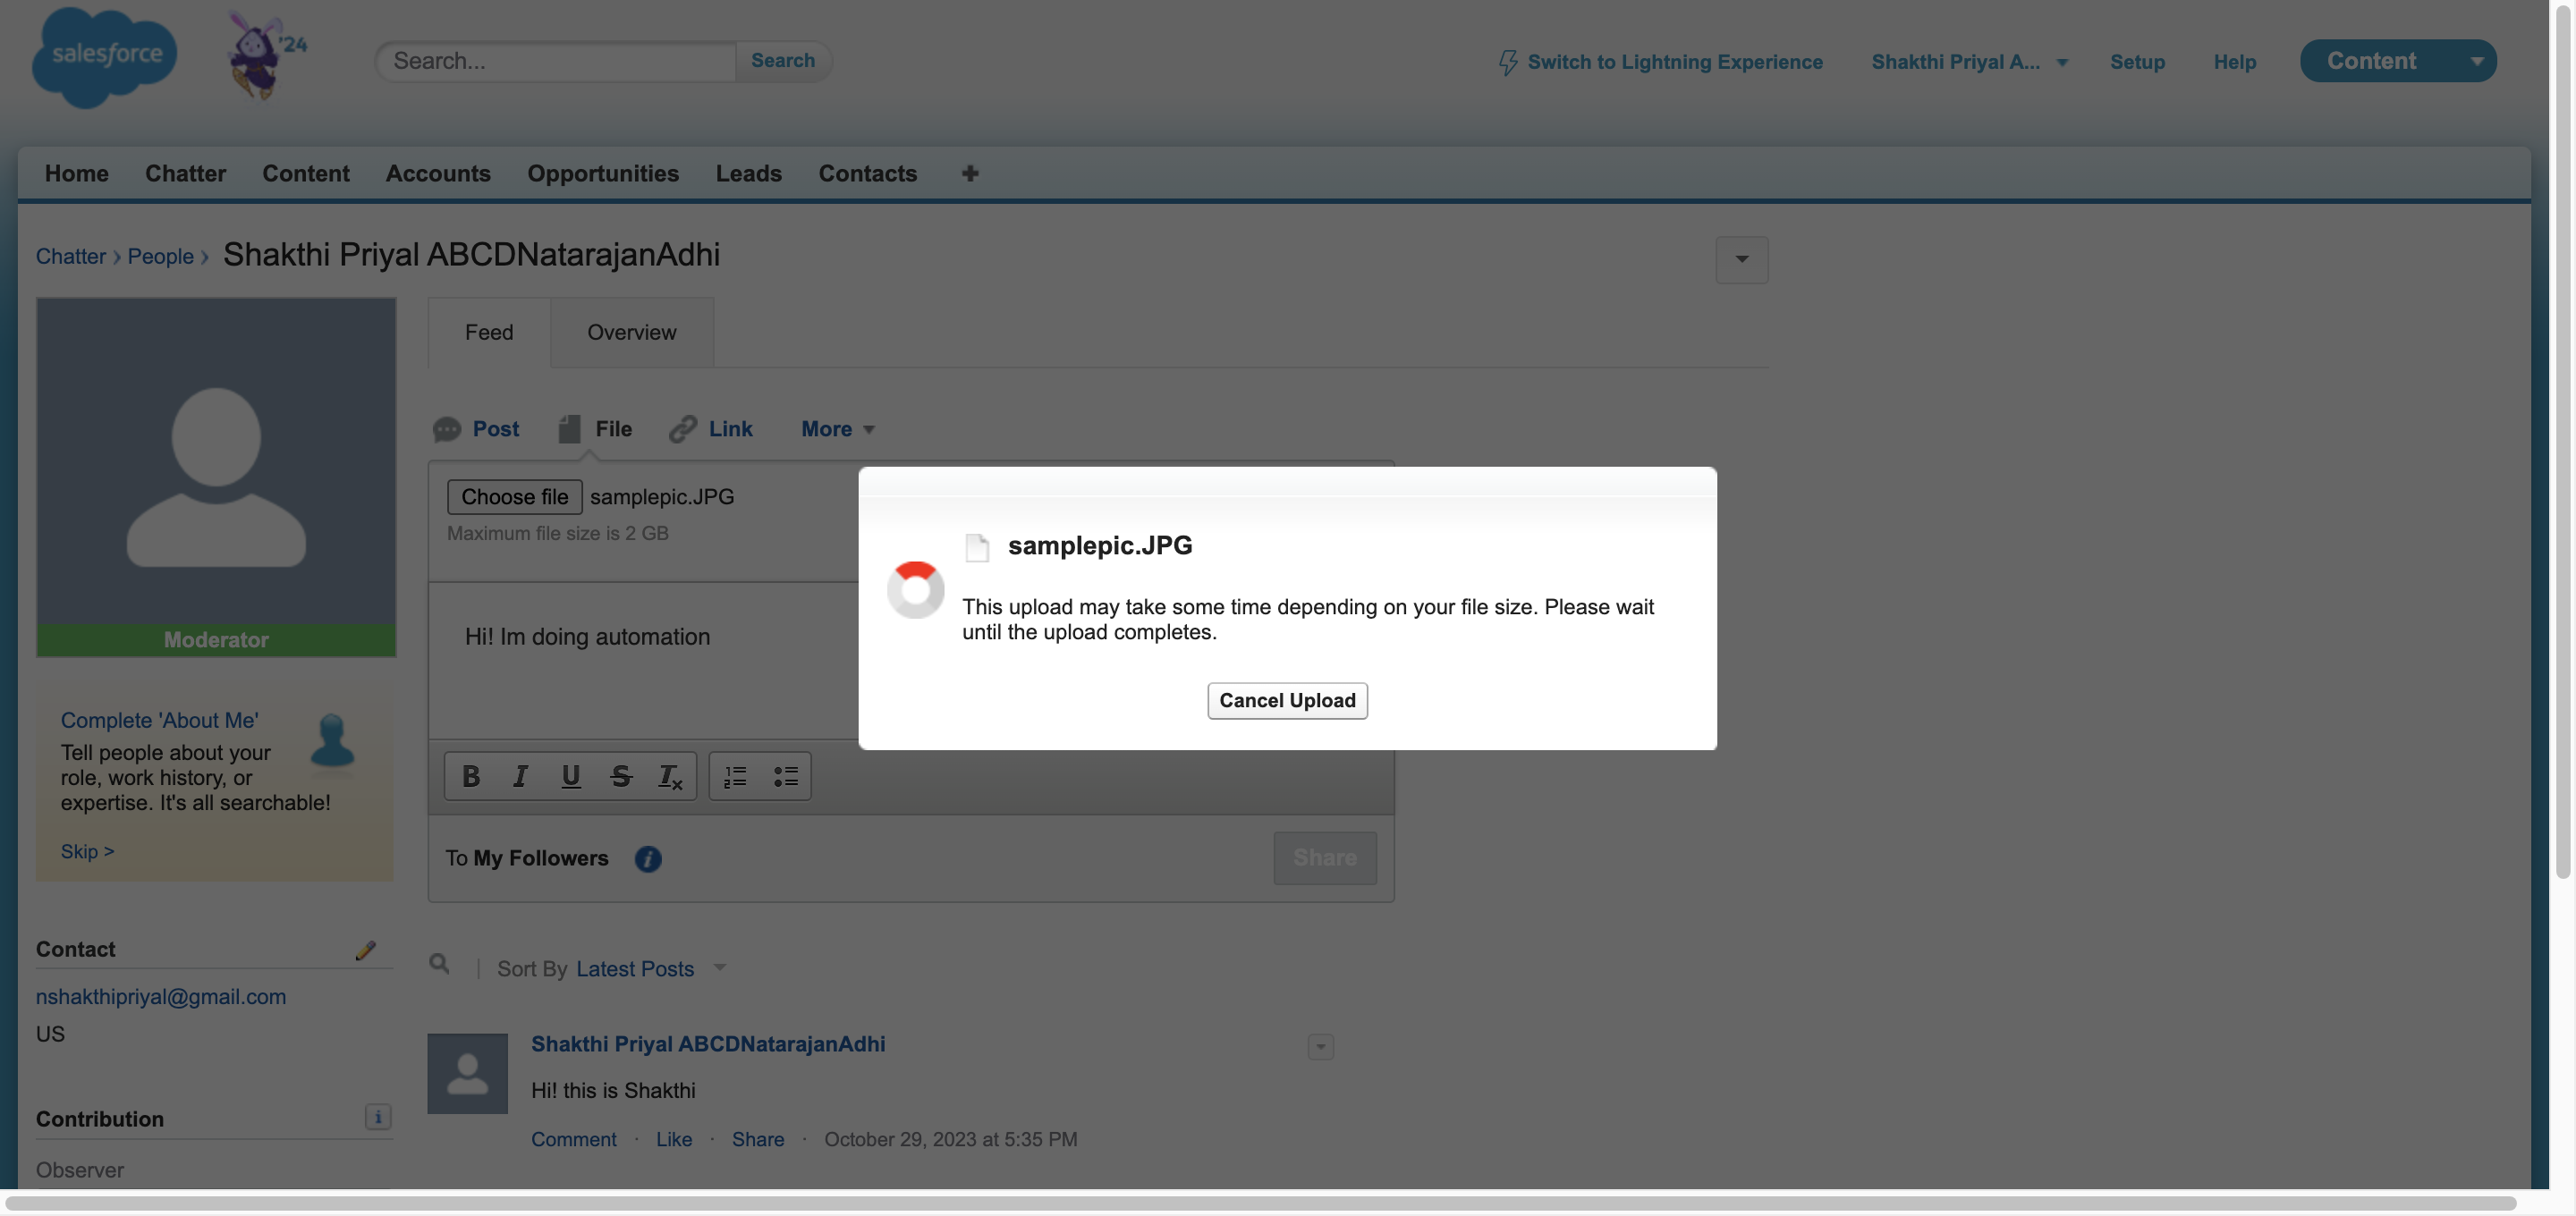 salesforce
'24
Search...
Search
Switch to Lightning Experience
Shakthi Priyal A...
Setup
Help
Content
Home
Chatter
Content
Accounts
Opportunities
Leads
Contacts
Chatter › People › Shakthi Priyal ABCDNatarajanAdhi
Feed
Overview
Post
File
Link
More
Choose file samplepic.JPG
Maximum file size is 2 GB
Hi! Im doing automation
samplepic.JPG
This upload may take some time depending on your file size. Please wait
until the upload completes.
Cancel Upload
Moderator
Complete 'About Me'
Tell people about your
role, work history, or
expertise. It's all searchable!
Skip >
B I U S Tx
To My Followers
Share
Contact
nshakthipriyal@gmail.com
US
Contribution
Observer
| Sort By Latest Posts
Shakthi Priyal ABCDNatarajanAdhi
Hi! this is Shakthi
Comment · Like · Share · October 29, 2023 at 5:35 PM